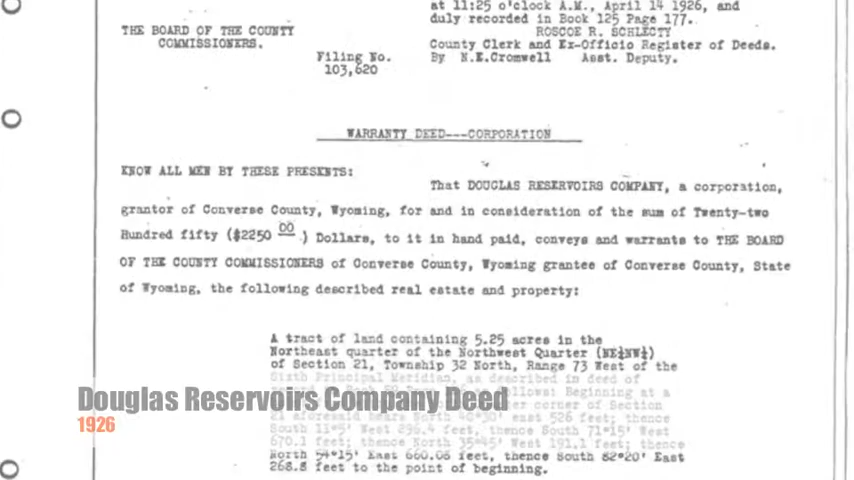 at 11:25 o'clock A.M., April 14 1926, and
duly recorded in Book 125 Page 177.
THE BOARD OF THE COUNTY
COMMISSIONERS.
ROSCOE R. SCHLECTY
County Clerk and Ex-Officio Register of Deeds.
Filing No.
103,620
By N.E.Cromwell Asst. Deputy.
WARRANTY DEED---CORPORATION
KNOW ALL MEN BY THESE PRESENTS:
That DOUGLAS RESERVOIRS COMPANY, a corporation,
grantor of Converse County, Wyoming, for and in consideration of the sum of Twenty-two
Hundred fifty ($2250 00 ) Dollars, to it in hand paid, conveys and warrants to THE BOARD
OF THE COUNTY COMMISSIONERS of Converse County, Wyoming grantee of Converse County, State
of Wyoming, the following described real estate and property:
A tract of land containing 5.25 acres in the
Northeast quarter of the Northwest Quarter (NE¼NW¼)
of Section 21, Township 32 North, Range 73 West of the
Sixth Principal Meridian, as described in deed of
Beginning at a
corner of Section
21 aforesaid bears North 40°30' east 526 feet; thence
South 11°5' West 296.4 feet; thence South 71°15' West
670.1 feet; thence North 35°45' West 191.1 feet; thence
North 54°15' East 660.06 feet, thence South 82°20' East
268.8 feet to the point of beginning.
Douglas Reservoirs Company Deed
1926